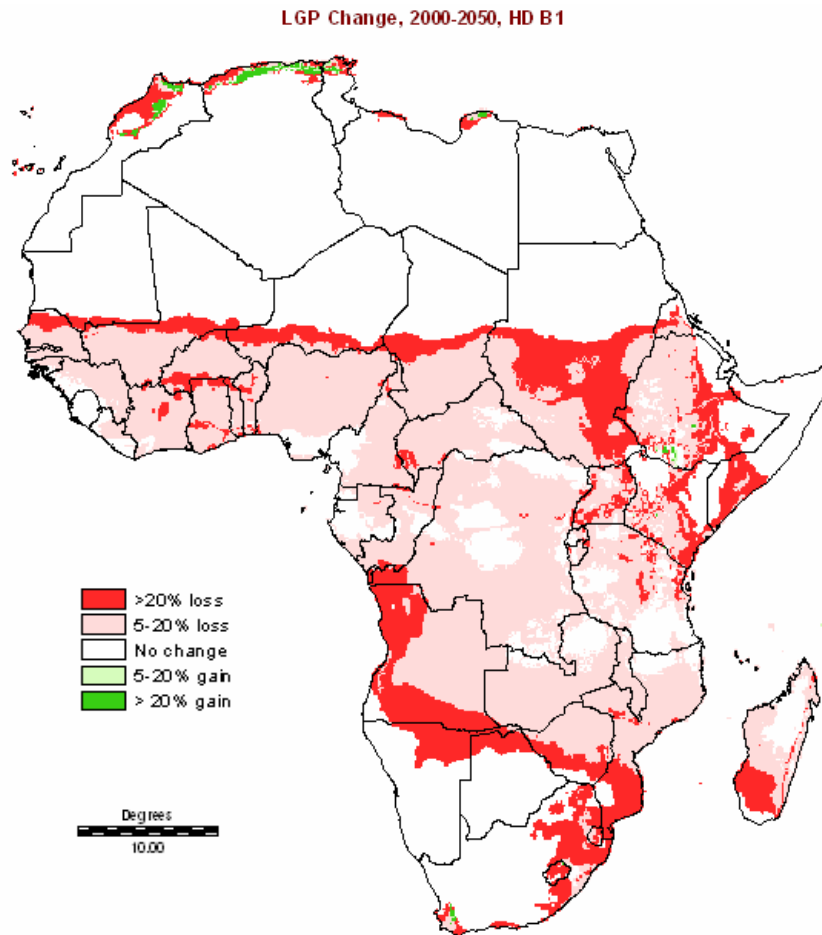 LGP Change, 2000-2050, HD B1
>20% loss
5-20% loss
No change
5-20% gain
> 20% gain
Degrees
10.00